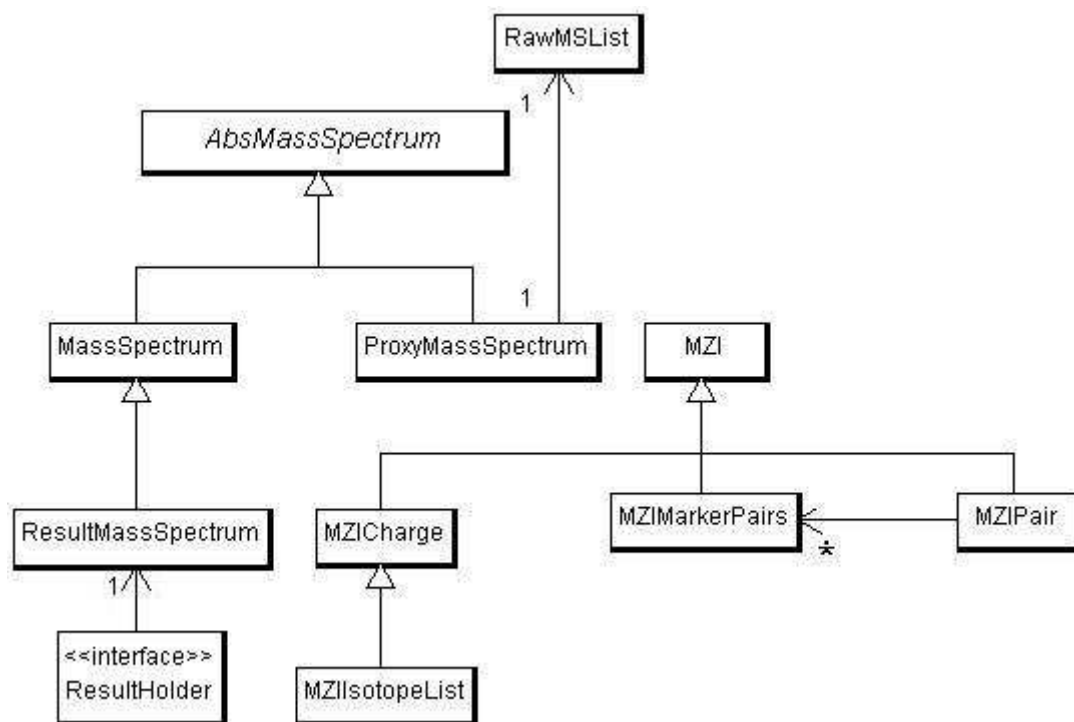 RawMSList
1
AbsMassSpectrum
1
MassSpectrum
ProxyMassSpectrum
MZI
ResultMassSpectrum
MZICharge
MZIMarkerPairs
MZIPair
*
1
<<interface>>
ResultHolder
MZIIsotopeList